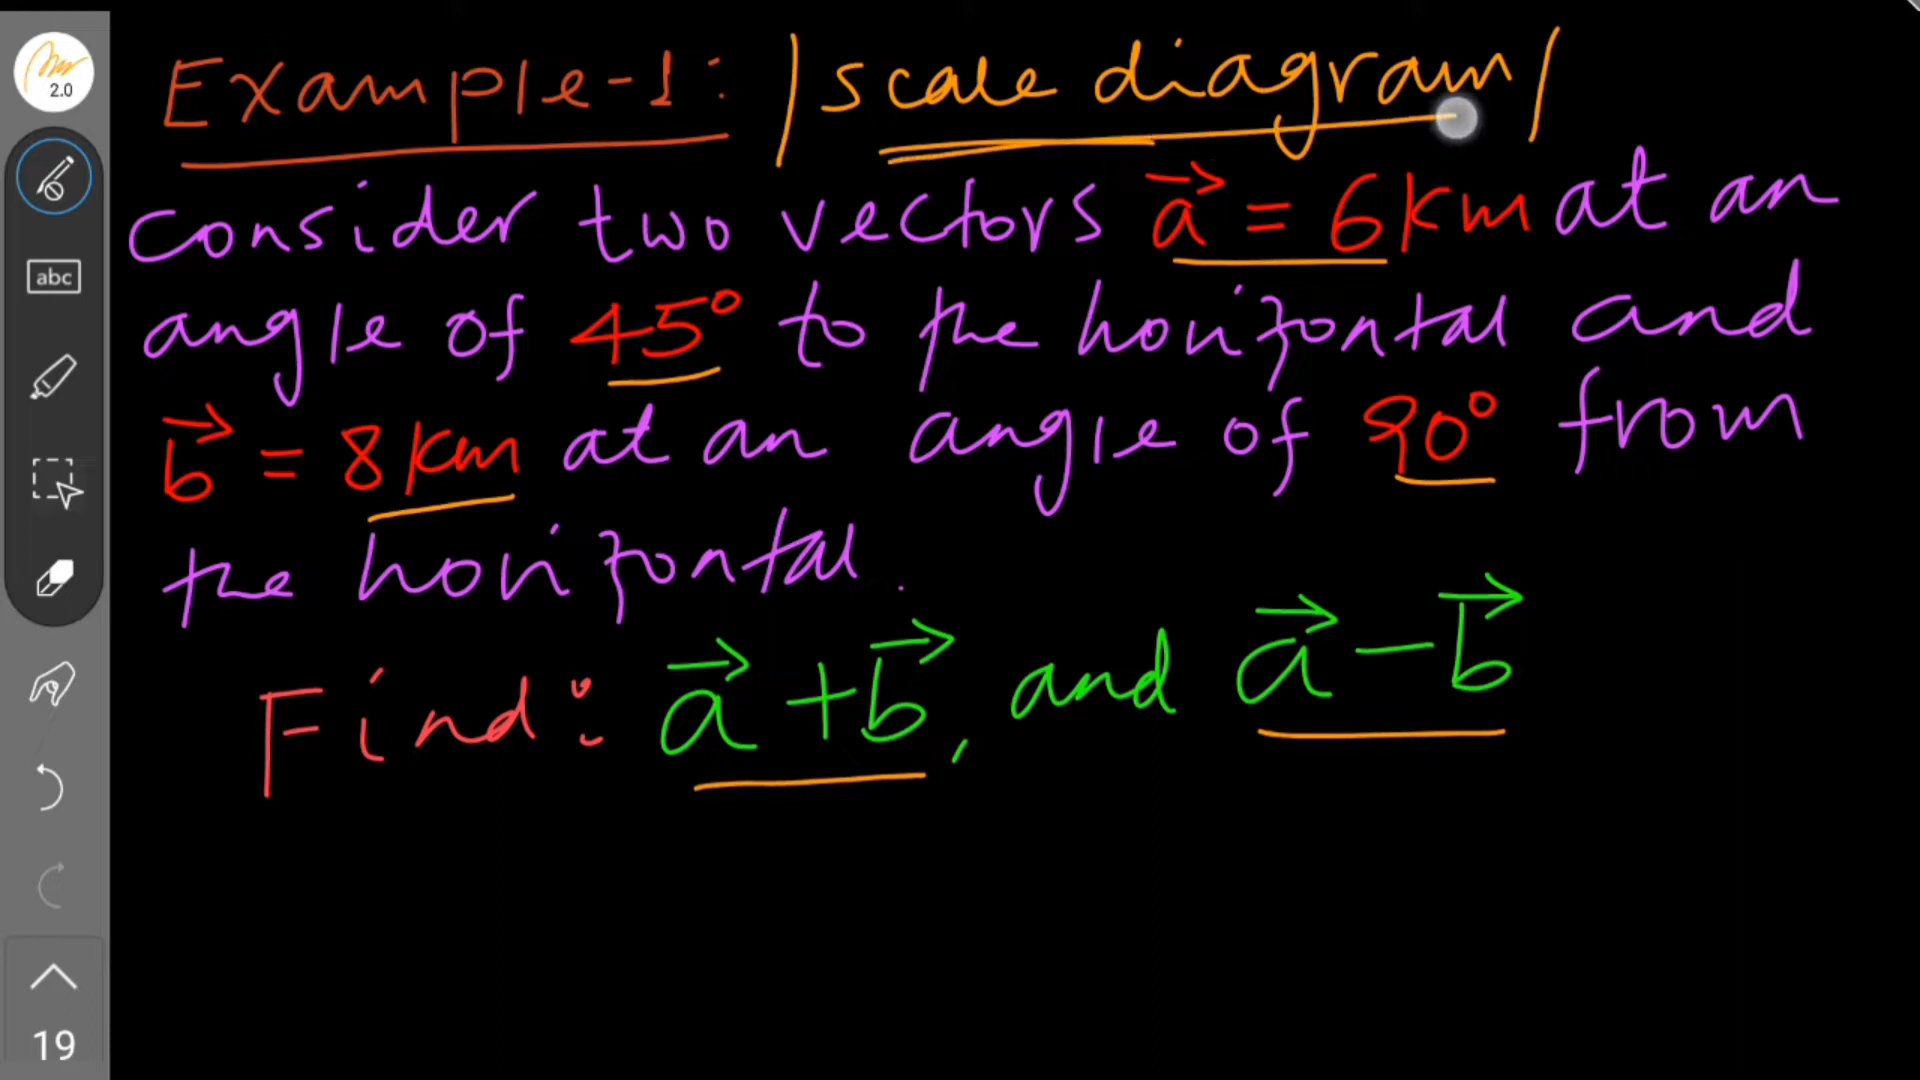 2.0
abc
19
Example-1: /scale diagram/
consider two vectors a⃗ = 6km at an
angle of 45° to the horizontal and
b⃗ = 8km at an angle of 90° from
the horizontal.
Find: a⃗ + b⃗, and a⃗ - b⃗